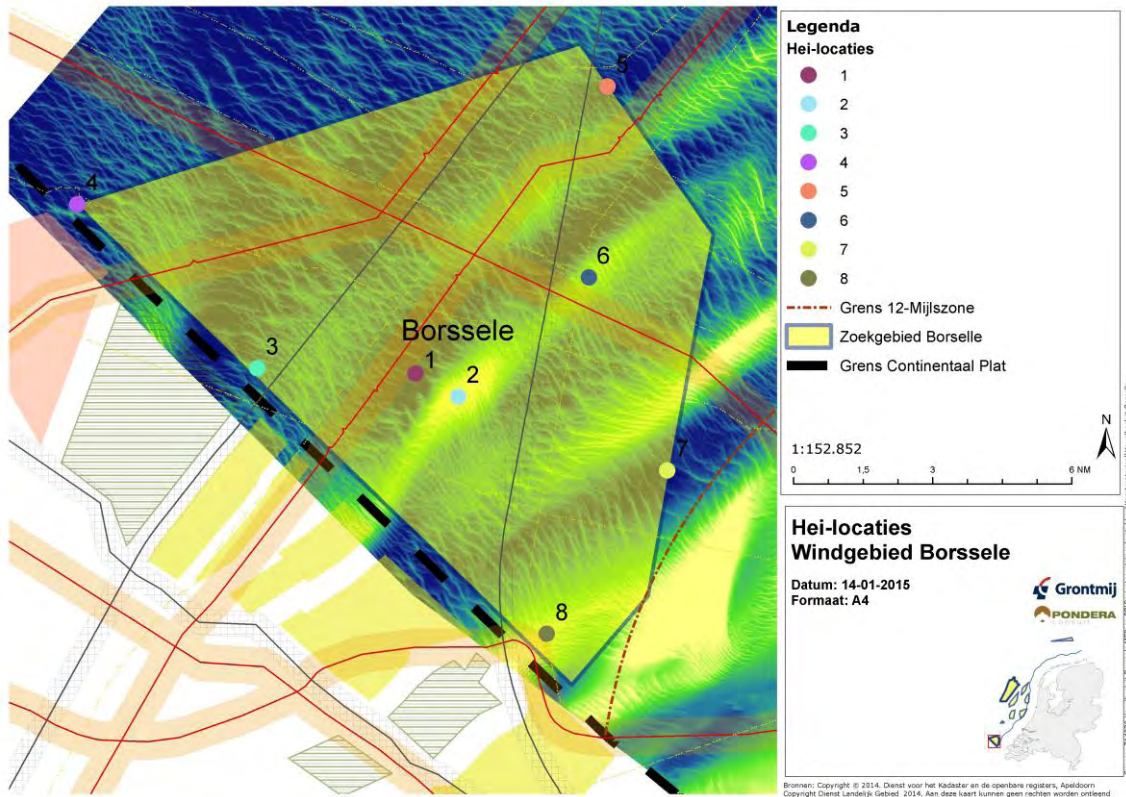 4
5
6
Borssele
3
1
2
7
8
Legenda
Hei-locaties
1
2
3
4
5
6
7
8
Grens 12-Mijlszone
Zoekgebied Borselle
Grens Continentaal Plat
N
1:152.852
0 1,5 3 6 NM
Hei-locaties
Windgebied Borssele
Datum: 14-01-2015
Formaat: A4
Grontmij
PONDERA
Bronnen: Copyright © 2014. Dienst voor het Kadaster en de openbare registers, Apeldoorn
Copyright Dienst Landelijk Gebied 2014. Aan deze kaart kunnen geen rechten worden ontleend